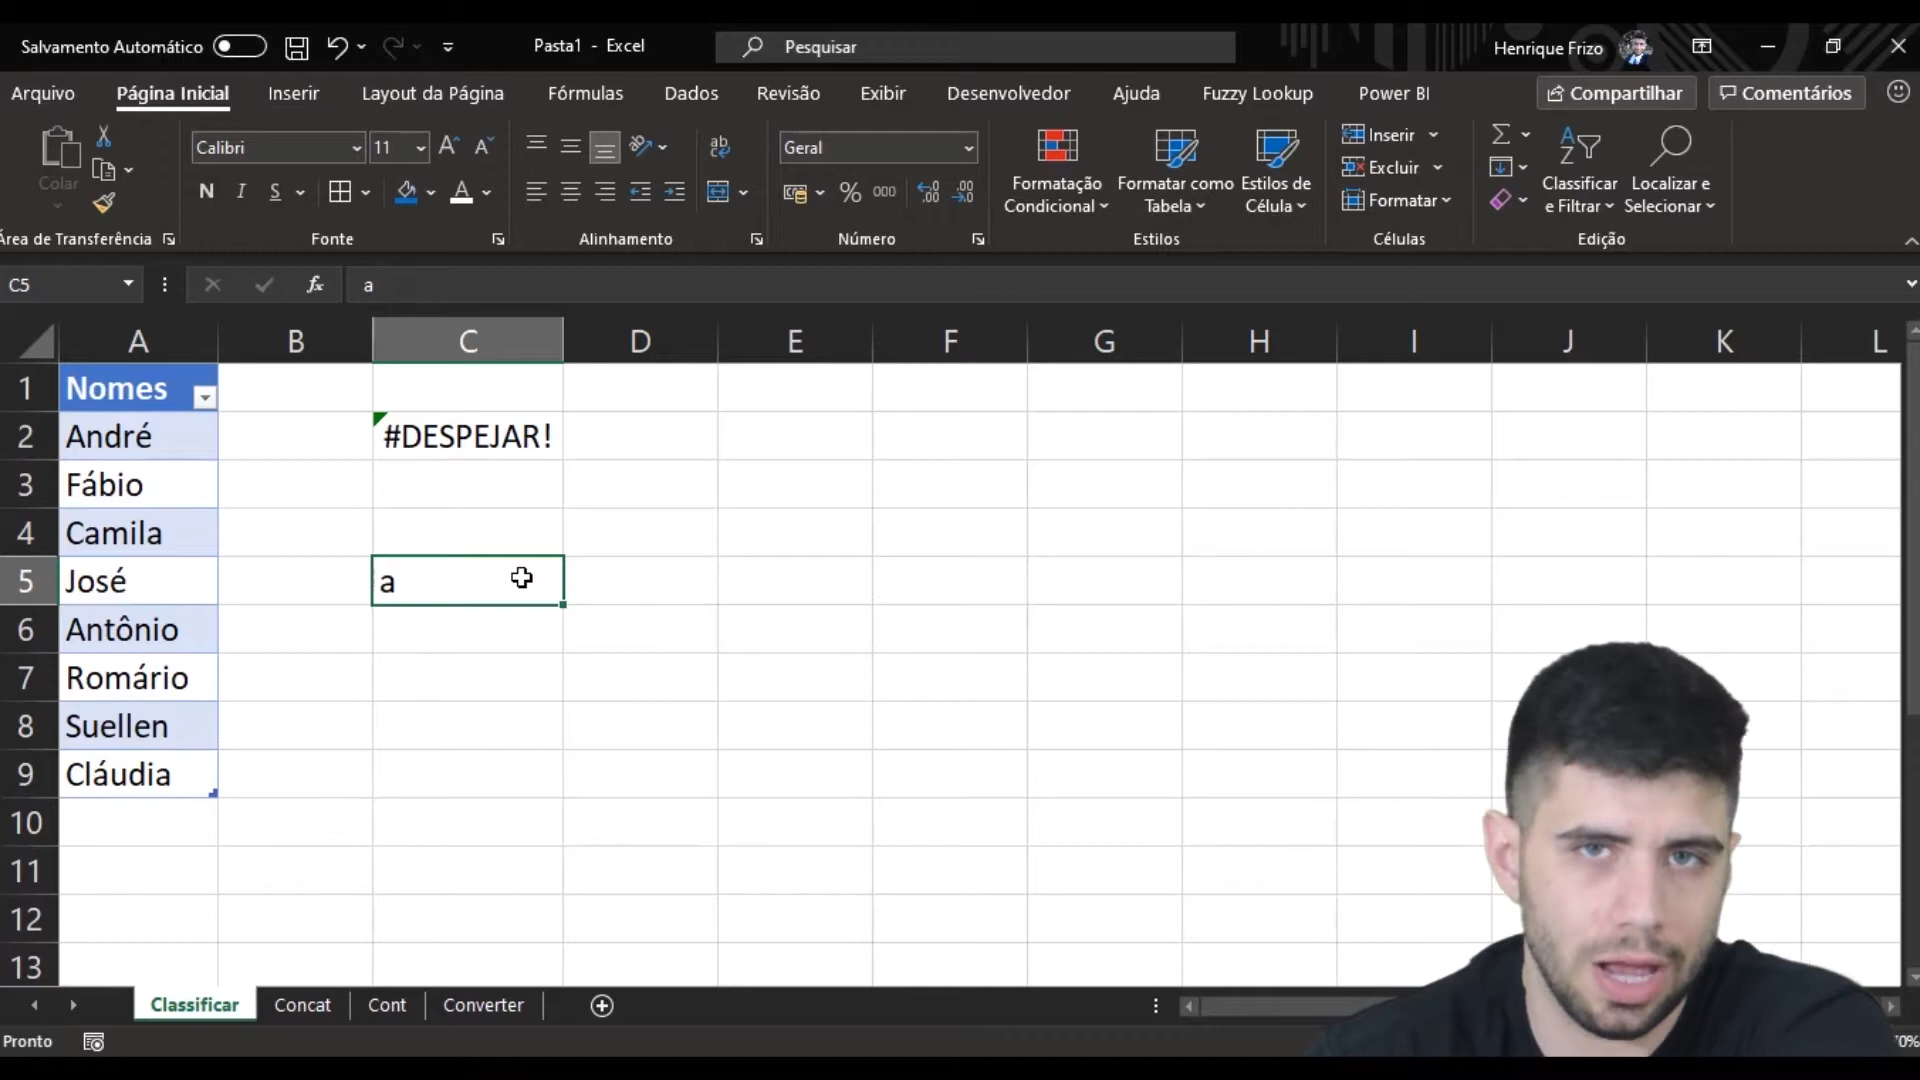 Salvamento Automático
Pasta1 - Excel
Pesquisar
Henrique Frizo
Arquivo Página Inicial Inserir Layout da Página Fórmulas Dados Revisão Exibir Desenvolvedor Ajuda Fuzzy Lookup Power BI Compartilhar Comentários
Colar
Calibri 11
N I S
ab
Geral
% 000
Formatação Condicional
Formatar como Tabela
Estilos de Célula
Inserir
Excluir
Formatar
Classificar e Filtrar
Localizar e Selecionar
Área de Transferência Fonte Alinhamento Número Estilos Células Edição
C5 fx a
A B C D E F G H I J K L
1 Nomes
2 André #DESPEJAR!
3 Fábio
4 Camila
5 José a
6 Antônio
7 Romário
8 Suellen
9 Cláudia
10
11
12
13
Classificar Concat Cont Converter
Pronto